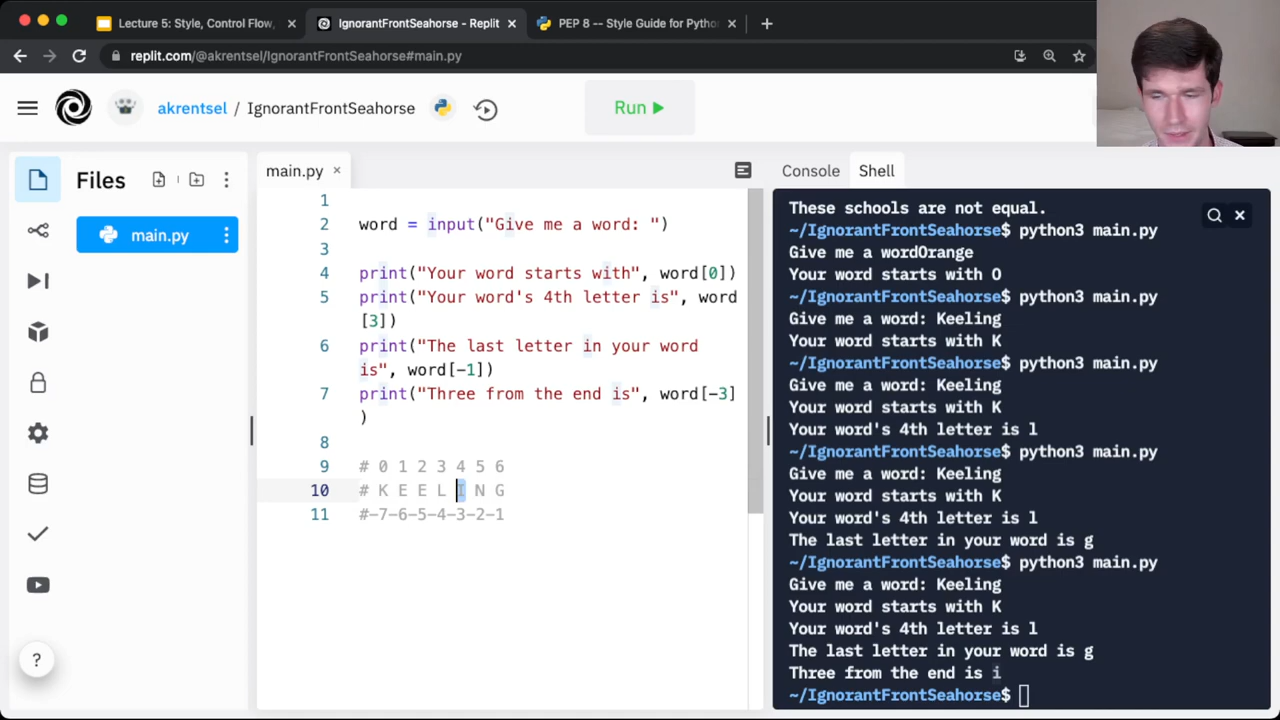 Lecture 5: Style, Control Flow,
IgnorantFrontSeahorse - Replit
PEP 8 -- Style Guide for Pytho
replit.com/@akrentsel/IgnorantFrontSeahorse#main.py
akrentsel / IgnorantFrontSeahorse
Run
Files
main.py
main.py
1
2 word = input("Give me a word: ")
3
4 print("Your word starts with", word[0])
5 print("Your word's 4th letter is", word
[3])
6 print("The last letter in your word
is", word[-1])
7 print("Three from the end is", word[-3]
)
8
9 # 0 1 2 3 4 5 6
10 # K E E L I N G
11 #-7-6-5-4-3-2-1
Console
Shell
These schools are not equal.
~/IgnorantFrontSeahorse$ python3 main.py
Give me a wordOrange
Your word starts with O
~/IgnorantFrontSeahorse$ python3 main.py
Give me a word: Keeling
Your word starts with K
~/IgnorantFrontSeahorse$ python3 main.py
Give me a word: Keeling
Your word starts with K
Your word's 4th letter is l
~/IgnorantFrontSeahorse$ python3 main.py
Give me a word: Keeling
Your word starts with K
Your word's 4th letter is l
The last letter in your word is g
~/IgnorantFrontSeahorse$ python3 main.py
Give me a word: Keeling
Your word starts with K
Your word's 4th letter is l
The last letter in your word is g
Three from the end is i
~/IgnorantFrontSeahorse$
?